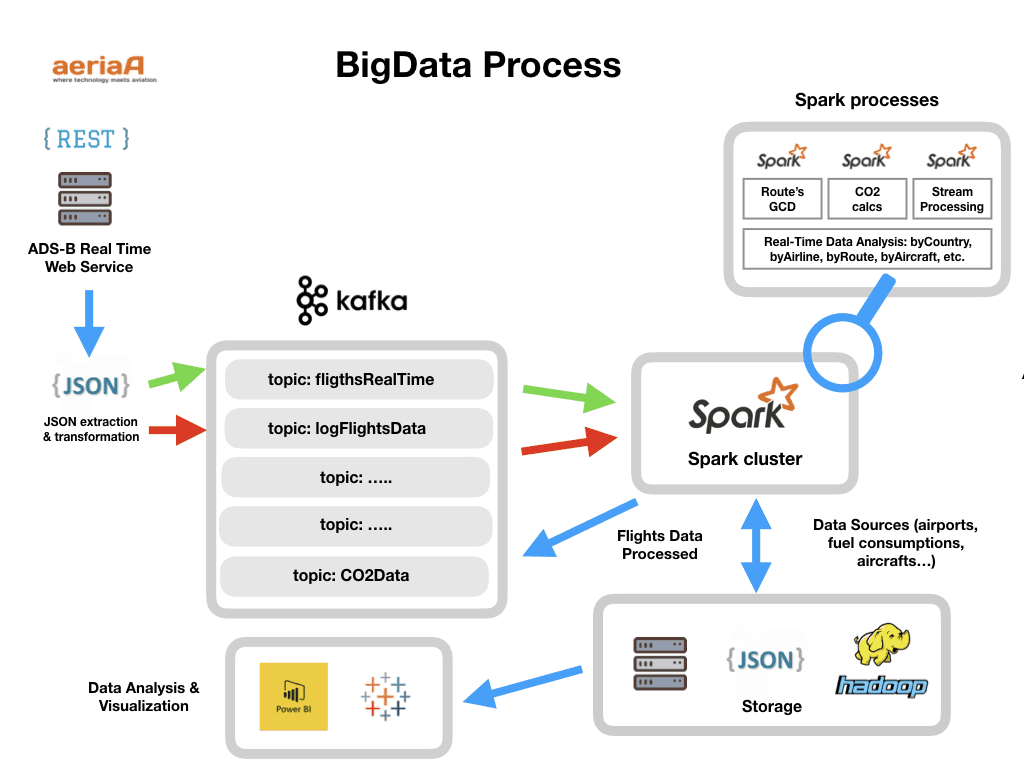 aeriaA
where technology meets aviation
BigData Process
{ REST }
ADS-B Real Time
Web Service
{JSON}
JSON extraction
& transformation
kafka
topic: fligthsRealTime
topic: logFlightsData
topic: .....
topic: .....
topic: CO2Data
Spark processes
Spark
Spark
Spark
Route's
GCD
CO2
calcs
Stream
Processing
Real-Time Data Analysis: byCountry,
byAirline, byRoute, byAircraft, etc.
Spark
Spark cluster
Flights Data
Processed
Data Sources (airports,
fuel consumptions,
aircrafts…)
{JSON}
hadoop
Storage
Data Analysis &
Visualization
Power BI